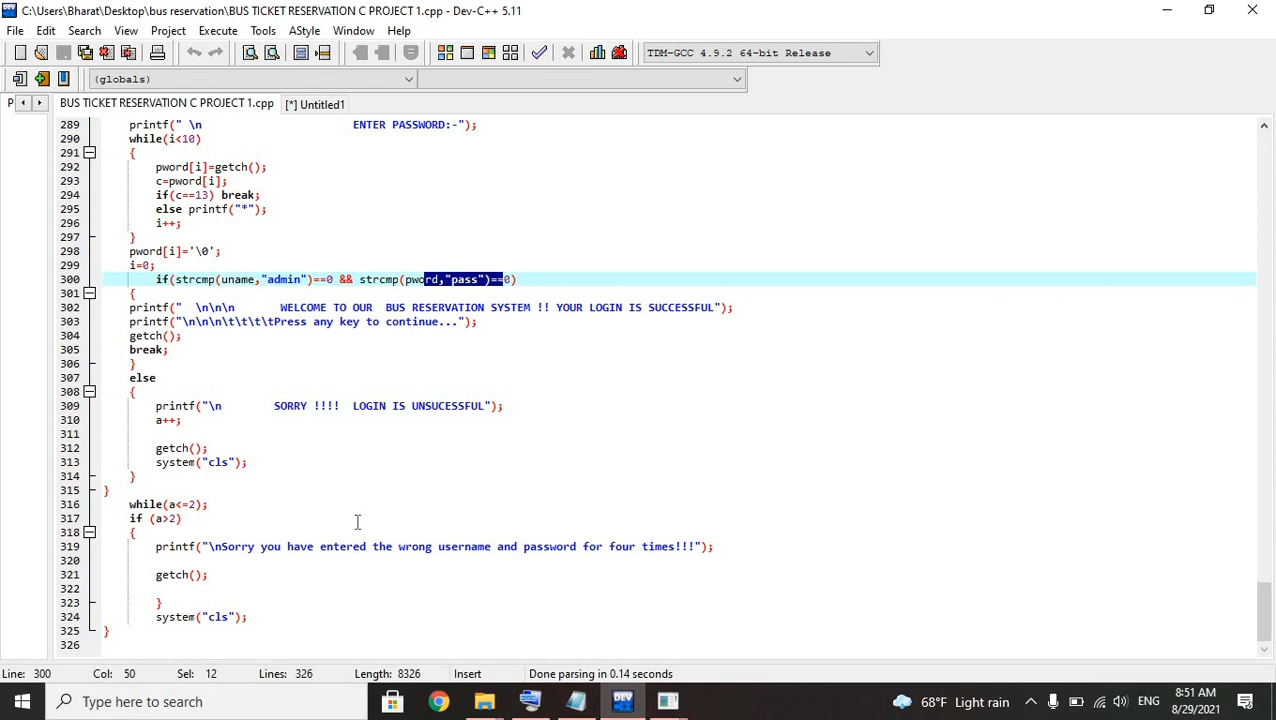 C:\Users\Bharat\Desktop\bus reservation\BUS TICKET RESERVATION C PROJECT 1.cpp - Dev-C++ 5.11
File Edit Search View Project Execute Tools AStyle Window Help
TDM-GCC 4.9.2 64-bit Release
(globals)
P BUS TICKET RESERVATION C PROJECT 1.cpp [*] Untitled1
289 printf(" \n ENTER PASSWORD:-");
290 while(i<10)
291 {
292 pword[i]=getch();
293 c=pword[i];
294 if(c==13) break;
295 else printf("*");
296 i++;
297 }
298 pword[i]='\0';
299 i=0;
300 if(strcmp(uname,"admin")==0 && strcmp(pword,"pass")==0)
301 {
302 printf("  \n\n\n WELCOME TO OUR  BUS RESERVATION SYSTEM !! YOUR LOGIN IS SUCCESSFUL");
303 printf("\n\n\n\t\t\t\tPress any key to continue...");
304 getch();
305 break;
306 }
307 else
308 {
309 printf("\n SORRY !!!!  LOGIN IS UNSUCESSFUL");
310 a++;
311
312 getch();
313 system("cls");
314 }
315 }
316 while(a<=2);
317 if (a>2)
318 {
319 printf("\nSorry you have entered the wrong username and password for four times!!!");
320
321 getch();
322
323 }
324 system("cls");
325 }
326
Line: 300 Col: 50 Sel: 12 Lines: 326 Length: 8326 Insert Done parsing in 0.14 seconds
Type here to search DEV 68°F Light rain ENG 8:51 AM
8/29/2021